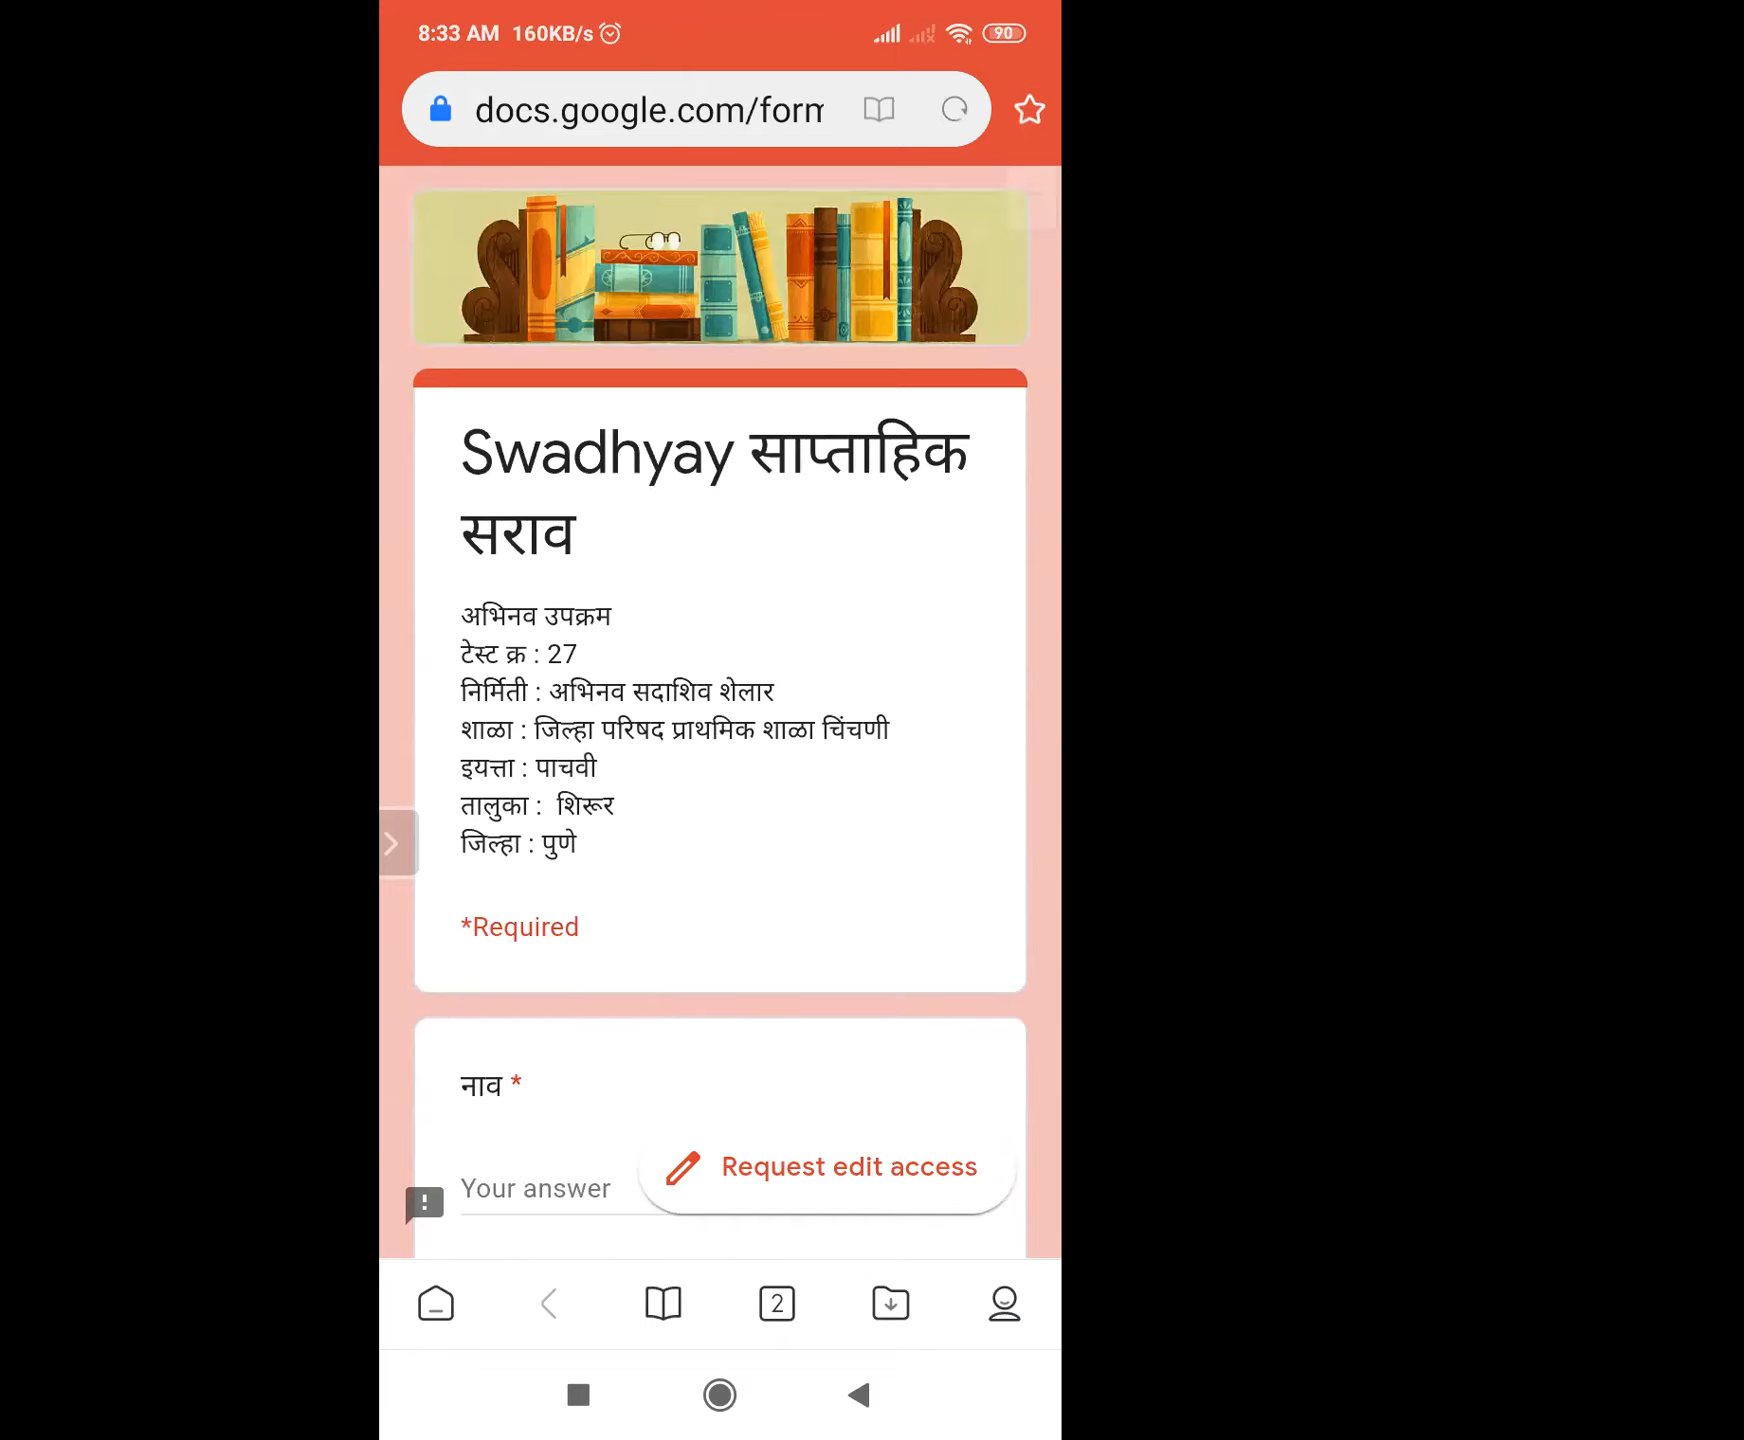 8:33 AM 160KB/s 90
docs.google.com/form
Swadhyay साप्ताहिक
सराव
अभिनव उपक्रम
टेस्ट क्र : 27
निर्मिती : अभिनव सदाशिव शेलार
शाळा : जिल्हा परिषद प्राथमिक शाळा चिंचणी
इयत्ता : पाचवी
तालुका : शिरूर
जिल्हा : पुणे
*Required
नाव *
Request edit access
Your answer
2